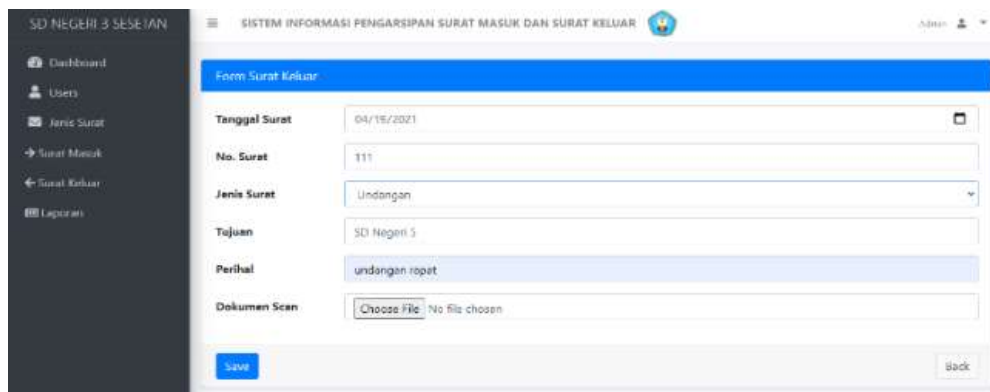 SD NEGERI 3 SESETAN
SISTEM INFORMASI PENGARSIPAN SURAT MASUK DAN SURAT KELUAR
Admin
Dashboard
Users
Jenis Surat
Surat Masuk
Surat Keluar
Laporan
Form Surat Keluar
Tanggal Surat 04/19/2021
No. Surat 111
Jenis Surat Undangan
Tujuan SD Negeri 5
Perihal undangan rapat
Dokumen Scan Choose File No file chosen
Save Back